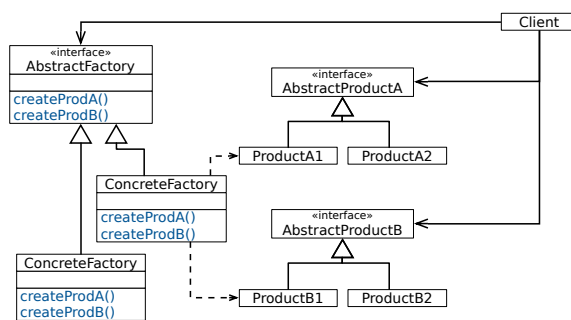 Client
«interface»
AbstractFactory
createProdA()
createProdB()
«interface»
AbstractProductA
ProductA1
ProductA2
ConcreteFactory
createProdA()
createProdB()
«interface»
AbstractProductB
ProductB1
ProductB2
ConcreteFactory
createProdA()
createProdB()